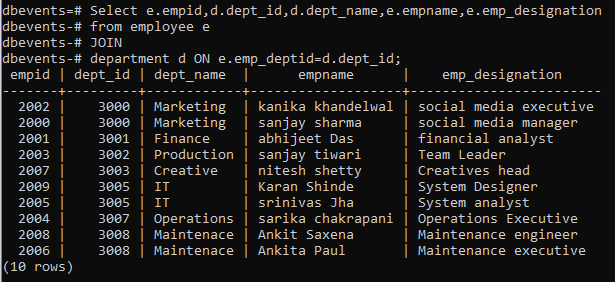 dbevents=# Select e.empid,d.dept_id,d.dept_name,e.empname,e.emp_designation
dbevents-# from employee e
dbevents-# JOIN
dbevents-# department d ON e.emp_deptid=d.dept_id;
 empid | dept_id | dept_name  |      empname      |    emp_designation
-------+---------+------------+-------------------+------------------------
  2002 |    3000 | Marketing  | kanika khandelwal | social media executive
  2000 |    3000 | Marketing  | sanjay sharma     | social media manager
  2001 |    3001 | Finance    | abhijeet Das      | financial analyst
  2003 |    3002 | Production | sanjay tiwari     | Team Leader
  2007 |    3003 | Creative   | nitesh shetty     | Creatives head
  2009 |    3005 | IT         | Karan Shinde      | System Designer
  2005 |    3005 | IT         | srinivas Jha      | System analyst
  2004 |    3007 | Operations | sarika chakrapani | Operations Executive
  2008 |    3008 | Maintenace | Ankit Saxena      | Maintenance engineer
  2006 |    3008 | Maintenace | Ankita Paul       | Maintenance executive
(10 rows)